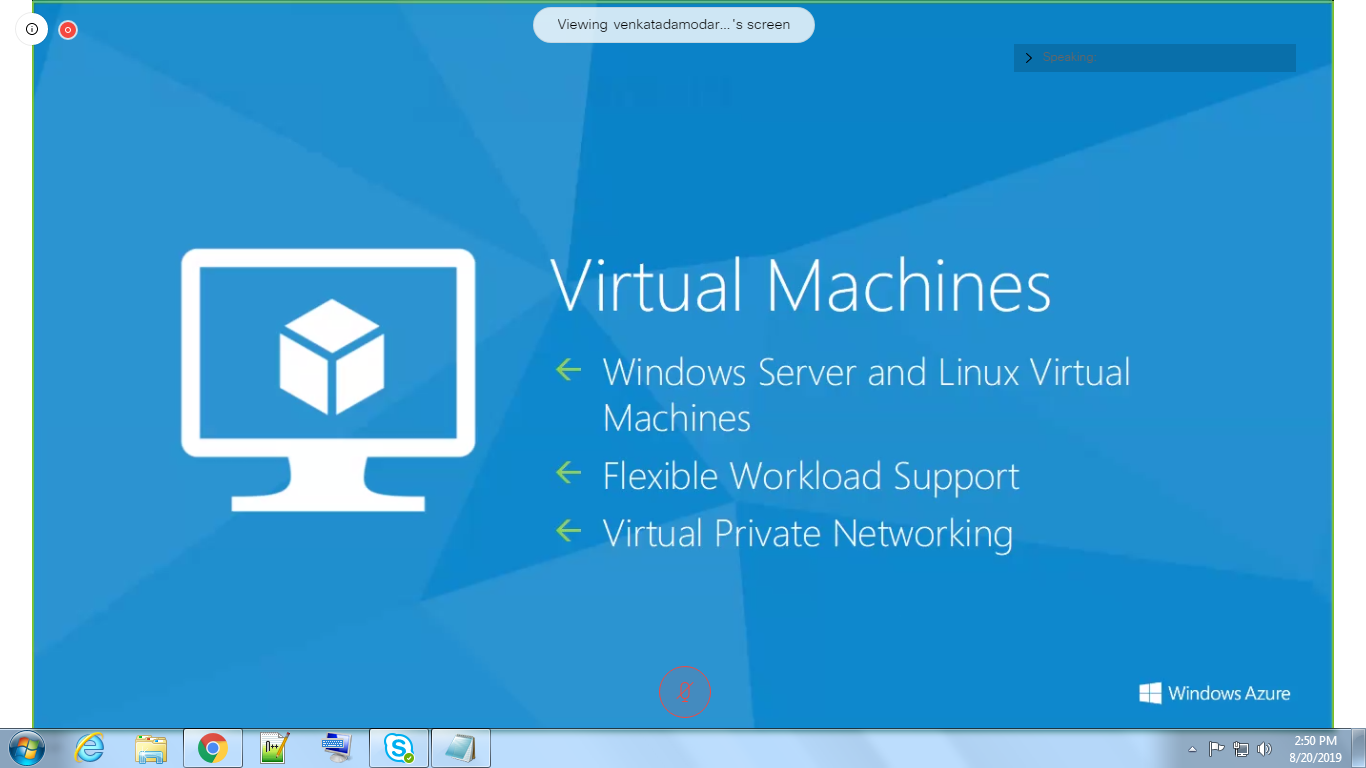 Viewing venkatadamodar...'s screen
Speaking:
Virtual Machines
Windows Server and Linux Virtual
Machines
Flexible Workload Support
Virtual Private Networking
Windows Azure
2:50 PM
8/20/2019